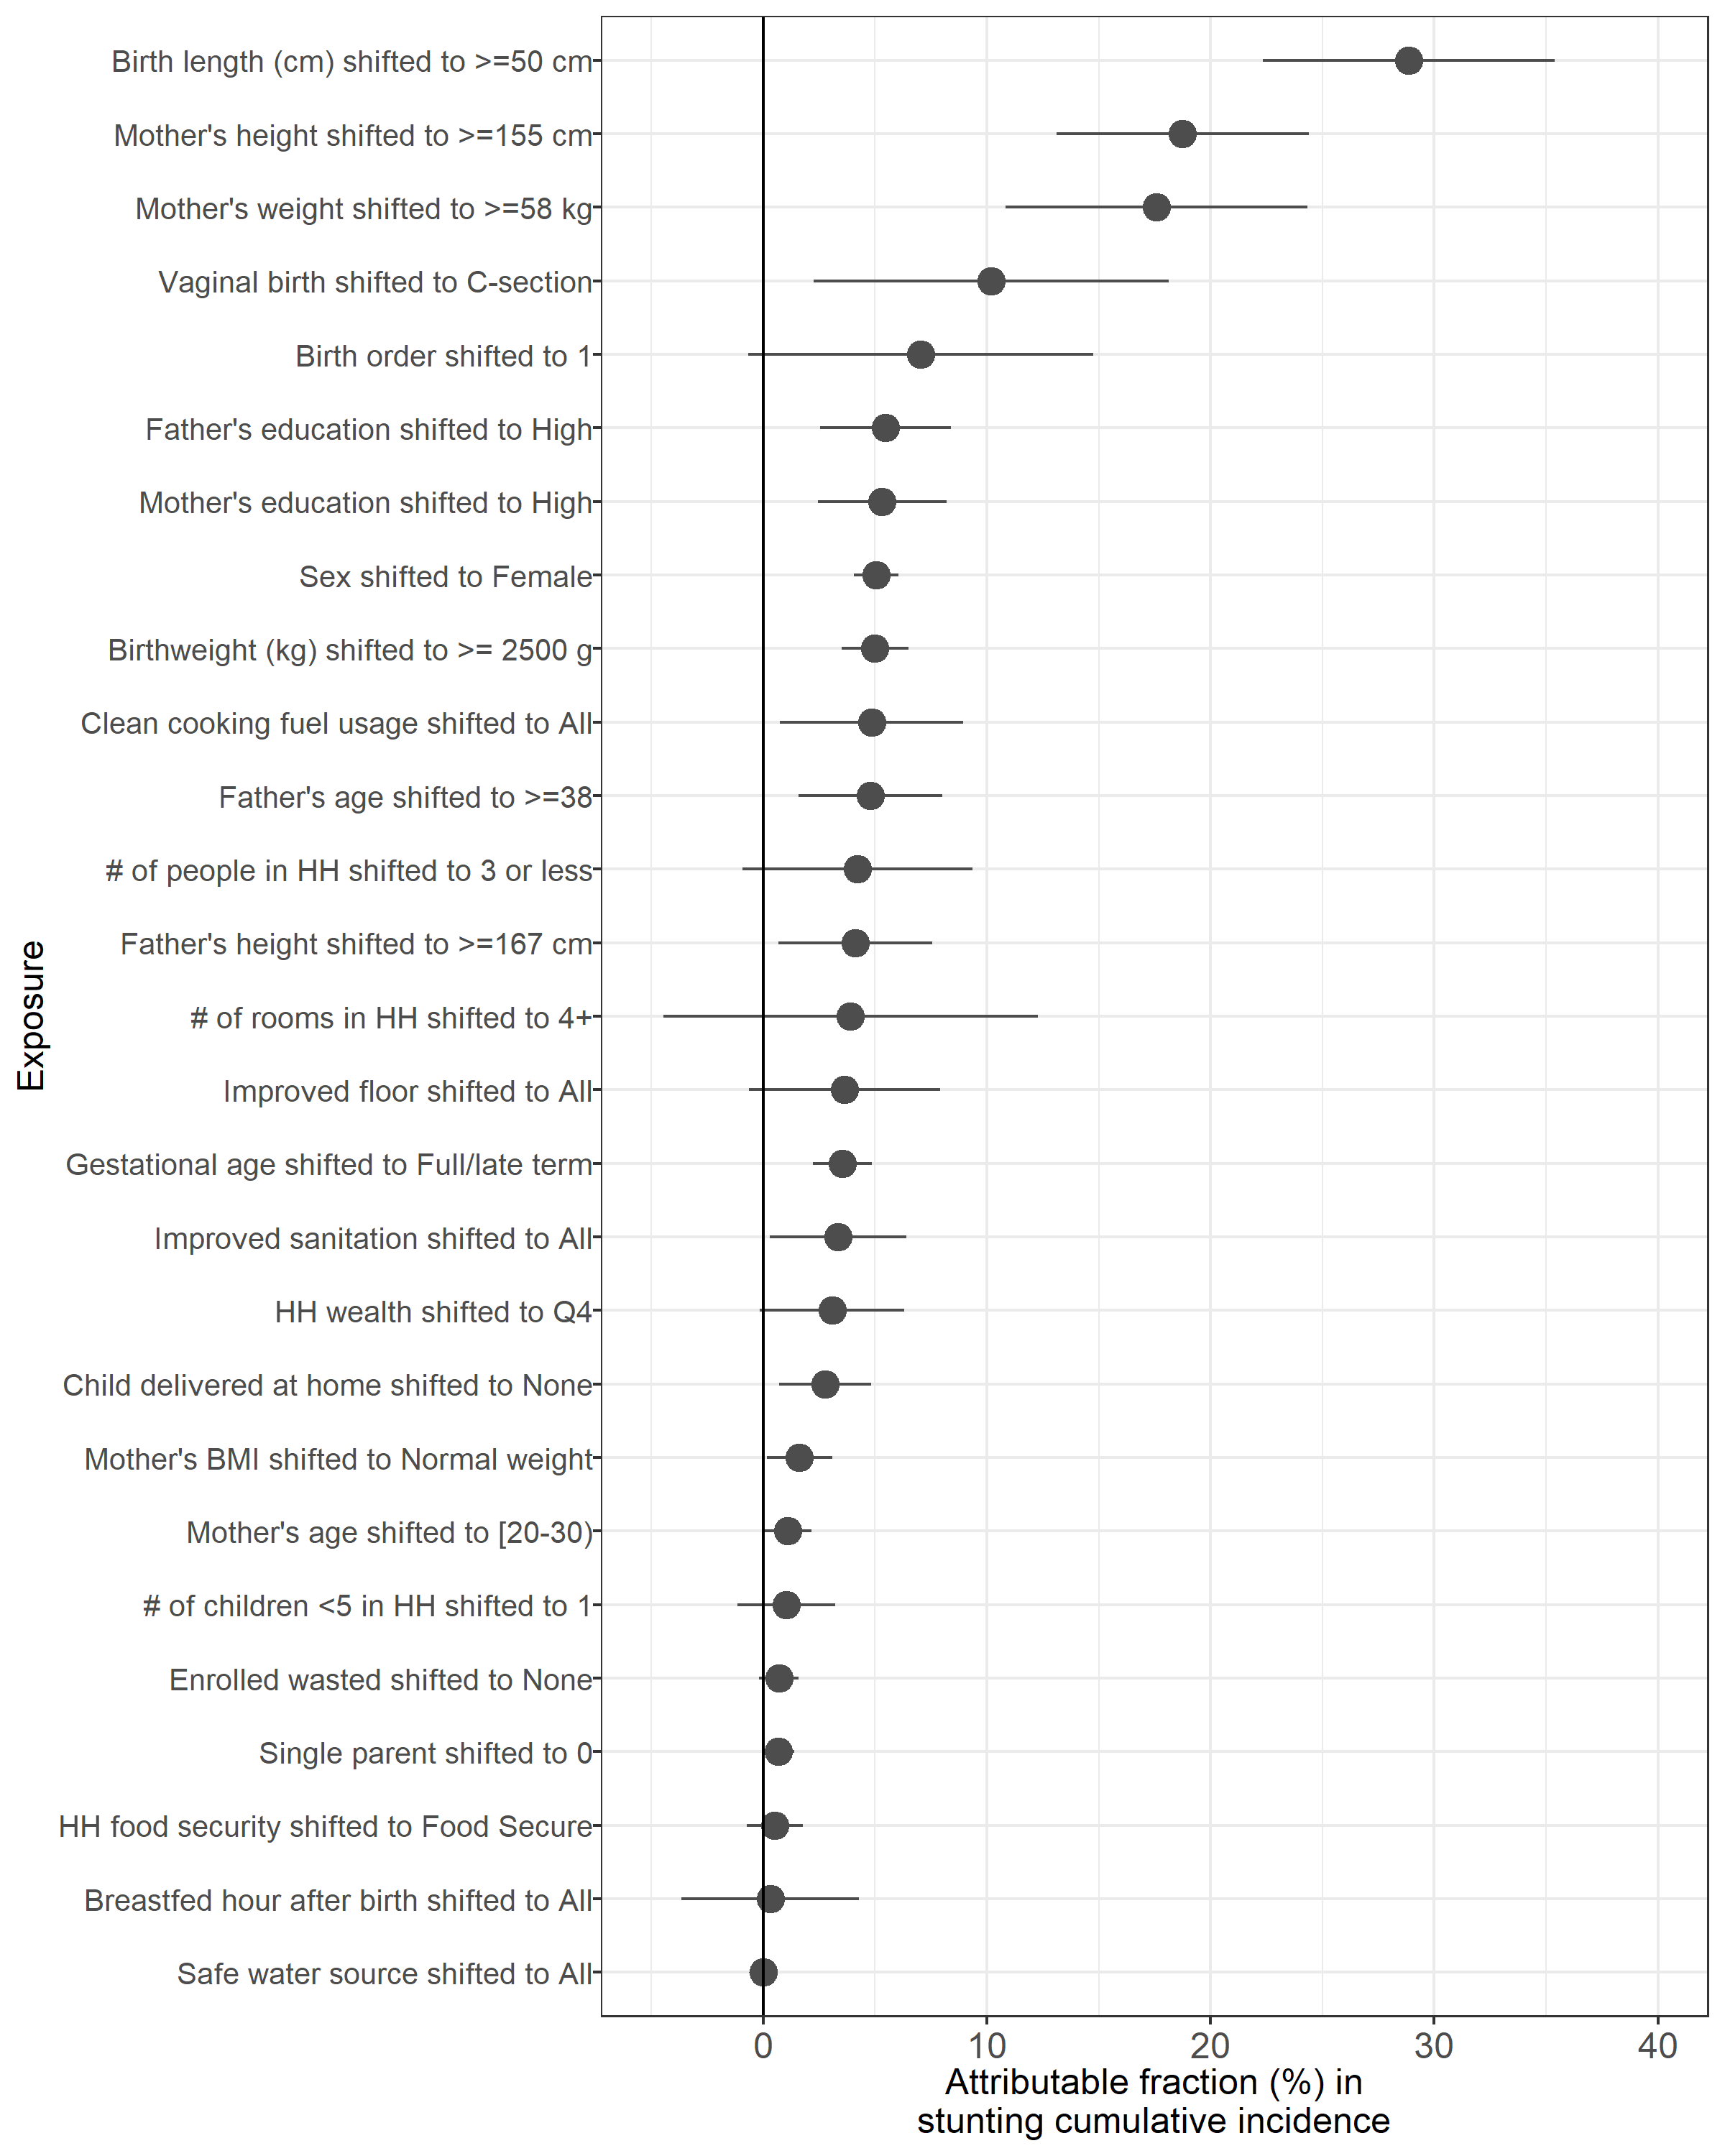 Birth length (cm) shifted to >=50 cm
Mother's height shifted to >=155 cm
Mother's weight shifted to >=58 kg
Vaginal birth shifted to C-section
Birth order shifted to 1
Father's education shifted to High
Mother's education shifted to High
Sex shifted to Female
Birthweight (kg) shifted to >= 2500 g
Clean cooking fuel usage shifted to All
Father's age shifted to >=38
# of people in HH shifted to 3 or less
Father's height shifted to >=167 cm
# of rooms in HH shifted to 4+
Improved floor shifted to All
Gestational age shifted to Full/late term
Improved sanitation shifted to All
HH wealth shifted to Q4
Child delivered at home shifted to None
Mother's BMI shifted to Normal weight
Mother's age shifted to [20-30)
# of children <5 in HH shifted to 1
Enrolled wasted shifted to None
Single parent shifted to 0
HH food security shifted to Food Secure
Breastfed hour after birth shifted to All
Safe water source shifted to All
Exposure
0 10 20 30 40
Attributable fraction (%) in
stunting cumulative incidence